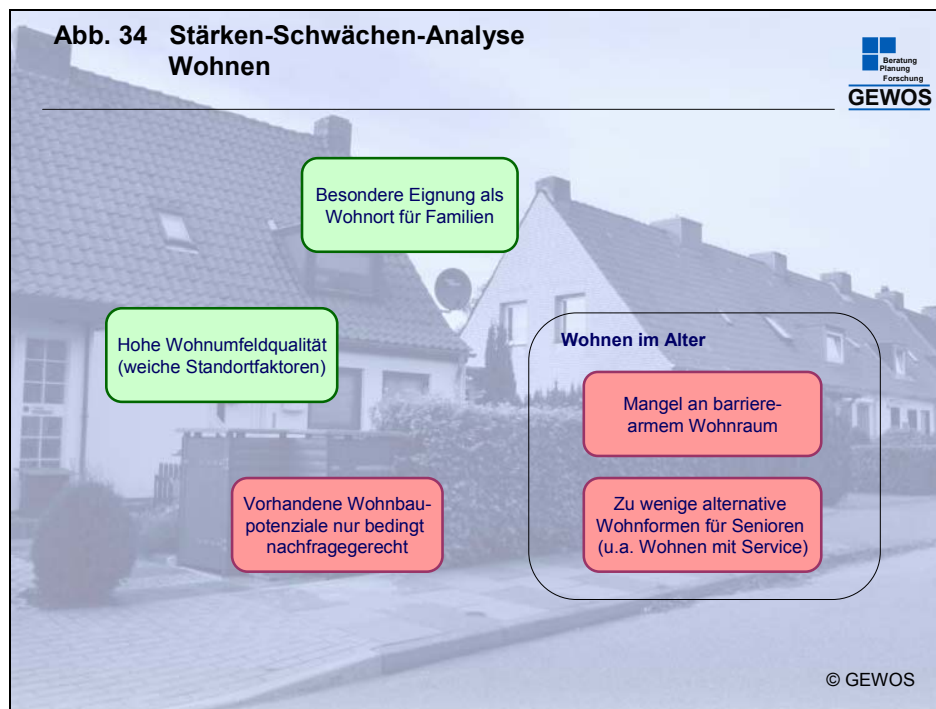 Abb. 34 Stärken-Schwächen-Analyse
Wohnen
Beratung
Planung
Forschung
GEWOS
Besondere Eignung als
Wohnort für Familien
Hohe Wohnumfeldqualität
(weiche Standortfaktoren)
Vorhandene Wohnbau-
potenziale nur bedingt
nachfragegerecht
Wohnen im Alter
Mangel an barriere-
armem Wohnraum
Zu wenige alternative
Wohnformen für Senioren
(u.a. Wohnen mit Service)
© GEWOS